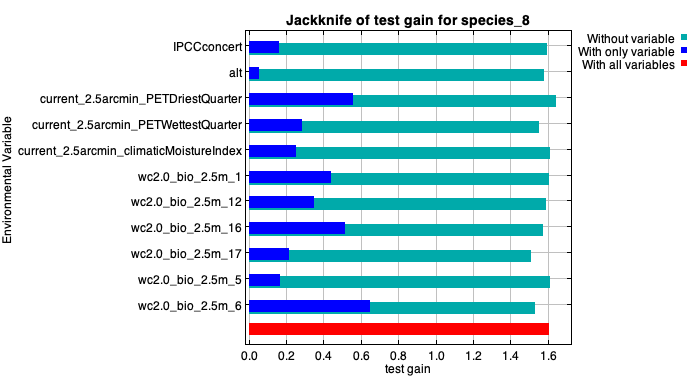 Jackknife of test gain for species_8
Without variable
With only variable
With all variables
Environmental Variable
IPCCconcert
alt
current_2.5arcmin_PETDriestQuarter
current_2.5arcmin_PETWettestQuarter
current_2.5arcmin_climaticMoistureIndex
wc2.0_bio_2.5m_1
wc2.0_bio_2.5m_12
wc2.0_bio_2.5m_16
wc2.0_bio_2.5m_17
wc2.0_bio_2.5m_5
wc2.0_bio_2.5m_6
0.0 0.2 0.4 0.6 0.8 1.0 1.2 1.4 1.6
test gain